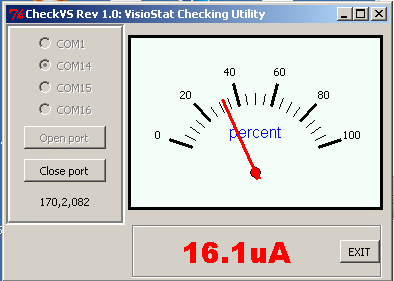 CheckVS Rev 1.0: VisioStat Checking Utility
COM1
COM14
COM15
COM16
Open port
Close port
170,2,082
0 20 40 60 80 100
percent
16.1uA
EXIT